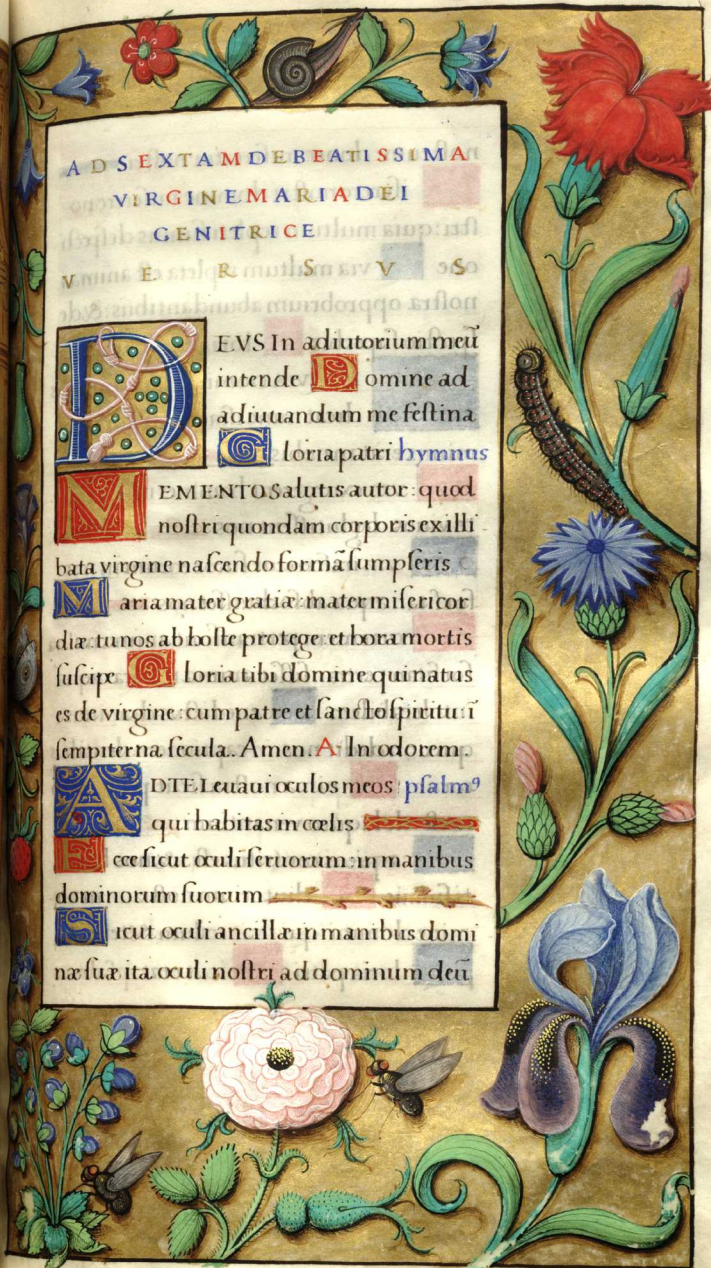 AD SEXTAM DE BEATISSIMA
VIRGINE MARIA DEI
GENITRICE
VERSVS
DEVS In adiutorium meū
intende Domine ad
adiuuandum me feſtina
Gloria patri hymnus
MEMENTO Salutis autor: quod
noſtri quondam corporis ex illi
bata virgine naſcendo formā ſumpſeris
Maria mater gratiæ: mater miſericor
diæ: tu nos ab hoſte protege: et hora mortis
ſuſcipe Gloria tibi domine qui natus
es de virgine: cum patre et ſancto ſpiritu: ī
ſempiterna ſecula.. Amen. A In odorem.
AD TE Leuaui oculos meos: pſalmꝰ
qui habitas in cœlis
Ecce ſicut oculi ſeruorum: in manibus
dominorum ſuorum
Sicut oculi ancillæ in manibus domi
næ ſuæ ita oculi noſtri ad dominum deū